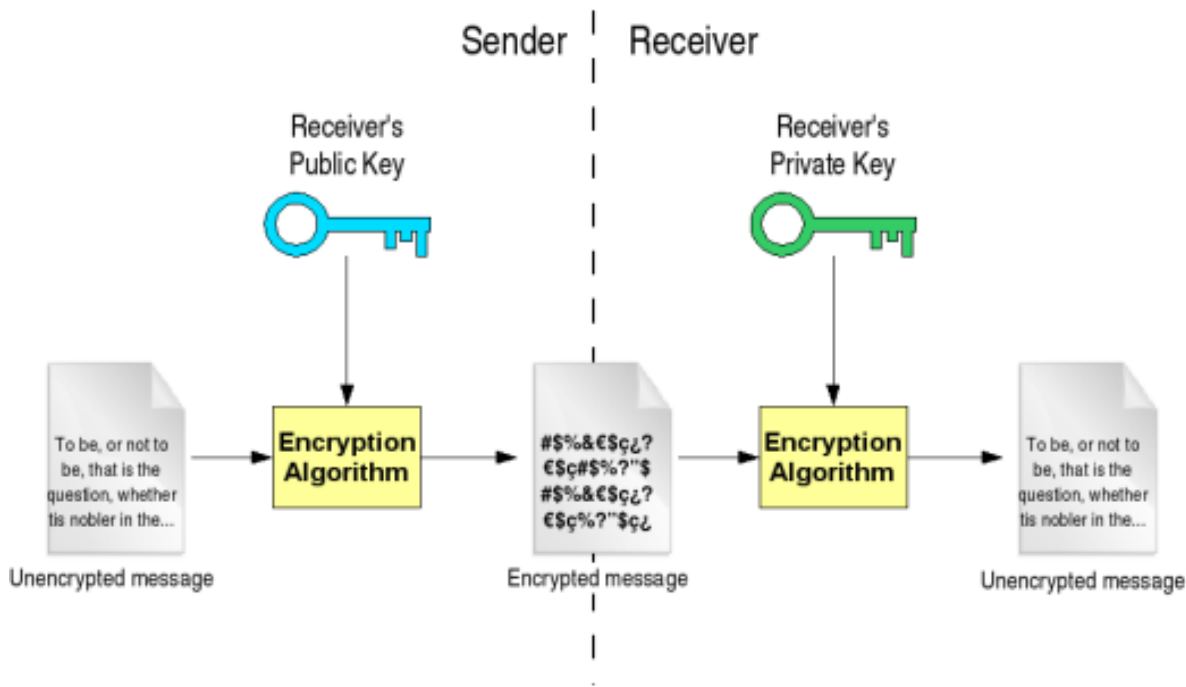 Sender
Receiver
Receiver's
Public Key
Receiver's
Private Key
To be, or not to
be, that is the
question, whether
tis nobler in the...
Unencrypted message
Encryption
Algorithm
#$%&€$ç¿?
€$ç#$%?"$
#$%&€$ç¿?
€$ç%?"$ç¿
Encrypted message
Encryption
Algorithm
To be, or not to
be, that is the
question, whether
tis nobler in the...
Unencrypted message